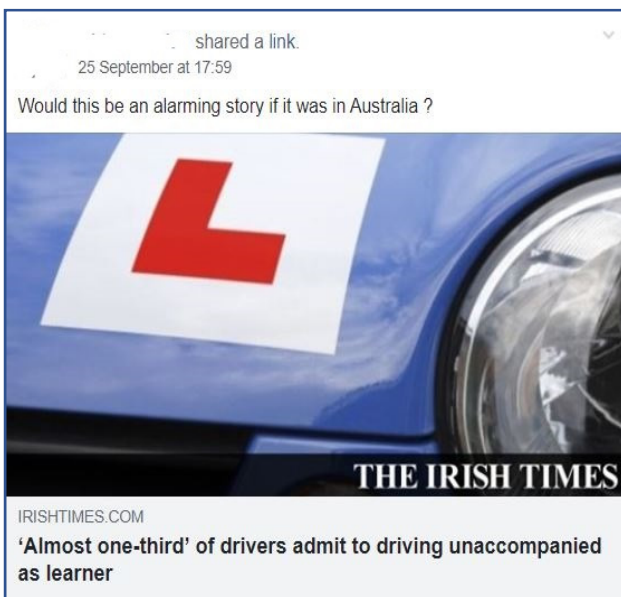 shared a link.
25 September at 17:59
Would this be an alarming story if it was in Australia ?
L
THE IRISH TIMES
IRISHTIMES.COM
‘Almost one-third’ of drivers admit to driving unaccompanied
as learner